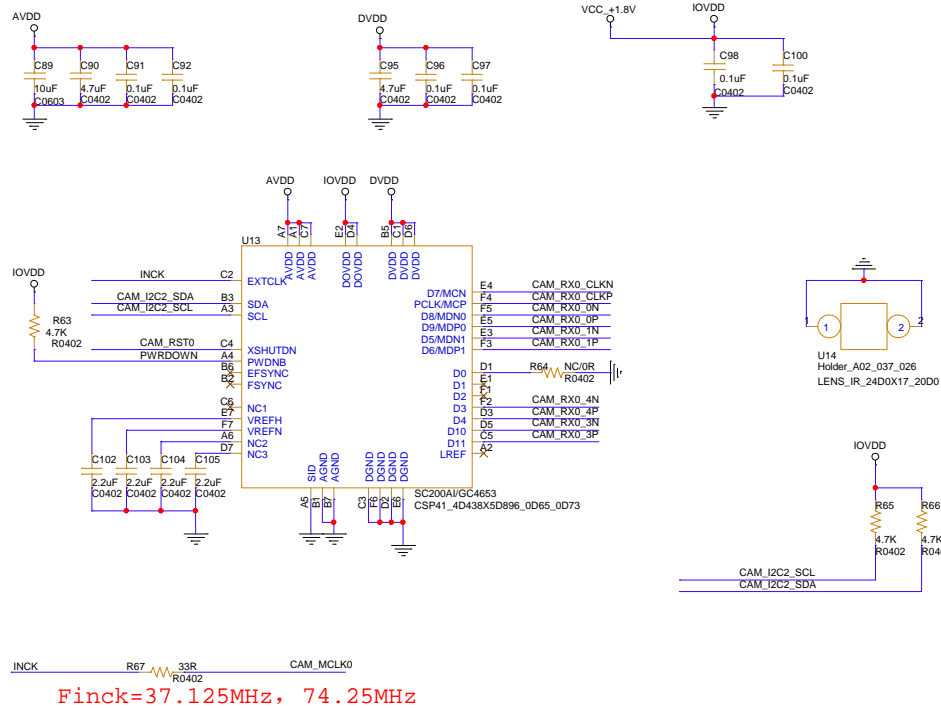 AVDD
C89
10uF
C0603
C90
4.7uF
C0402
C91
0.1uF
C0402
C92
0.1uF
C0402
DVDD
C95
4.7uF
C0402
C96
0.1uF
C0402
C97
0.1uF
C0402
VCC_+1.8V
IOVDD
C98
0.1uF
C0402
C100
0.1uF
C0402
AVDD
IOVDD
DVDD
U13
A7
A1
C7
E2
D4
B5
C1
D6
AVDD
AVDD
AVDD
DOVDD
DOVDD
DVDD
DVDD
DVDD
INCK
C2
EXTCLK
CAM_I2C2_SDA
B3
SDA
CAM_I2C2_SCL
A3
SCL
IOVDD
R63
4.7K
R0402
CAM_RST0
C4
XSHUTDN
PWRDOWN
A4
PWDNB
B6
EFSYNC
B2
FSYNC
C6
NC1
E7
VREFH
F7
VREFN
A6
NC2
D7
NC3
D7/MCN
E4
CAM_RX0_CLKN
PCLK/MCP
F4
CAM_RX0_CLKP
D8/MDN0
F5
CAM_RX0_0N
D9/MDP0
E5
CAM_RX0_0P
D5/MDN1
E3
CAM_RX0_1N
D6/MDP1
F3
CAM_RX0_1P
D0
D1
R64
NC/0R
R0402
D1
E1
D2
F1
D3
F2
CAM_RX0_4N
D4
D3
CAM_RX0_4P
D10
D5
CAM_RX0_3N
D11
C5
CAM_RX0_3P
LREF
A2
C102
2.2uF
C0402
C103
2.2uF
C0402
C104
2.2uF
C0402
C105
2.2uF
C0402
SID
AGND
AGND
DGND
DGND
DGND
DGND
A5
B1
B7
C3
F6
D2
E6
SC200AI/GC4653
CSP41_4D438X5D896_0D65_0D73
1
1
2
2
U14
Holder_A02_037_026
LENS_IR_24D0X17_20D0
IOVDD
R65
4.7K
R0402
R66
4.7K
CAM_I2C2_SCL
CAM_I2C2_SDA
INCK
R67
33R
R0402
CAM_MCLK0
Finck=37.125MHz, 74.25MHz